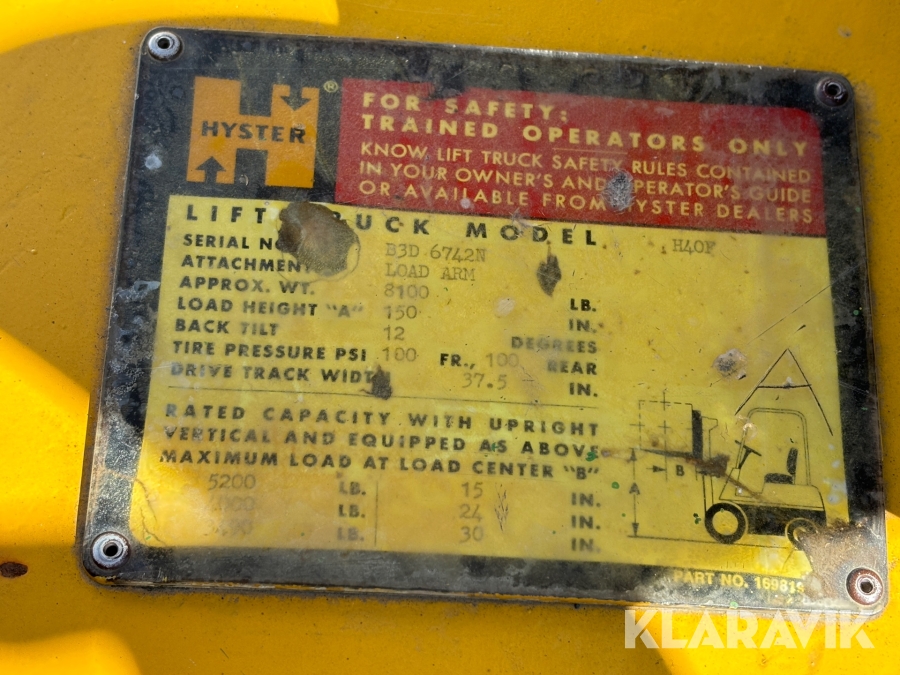 HYSTER ®
FOR SAFETY;
TRAINED OPERATORS ONLY
KNOW LIFT TRUCK SAFETY RULES CONTAINED
IN YOUR OWNER'S AND OPERATOR'S GUIDE
OR AVAILABLE FROM HYSTER DEALERS
LIFT TRUCK MODEL H40F
SERIAL NO. B3D 6742N
ATTACHMENT LOAD ARM
APPROX. WT. 8100 LB.
LOAD HEIGHT "A" 150 IN.
BACK TILT 12 DEGREES
TIRE PRESSURE PSI 100 FR., 100 REAR
DRIVE TRACK WIDTH 37.5 IN.
RATED CAPACITY WITH UPRIGHT
VERTICAL AND EQUIPPED AS ABOVE
MAXIMUM LOAD AT LOAD CENTER "B"
5200 LB. 15 IN.
LB. 24 IN.
LB. 30 IN.
B
A
PART NO.
KLARAVIK